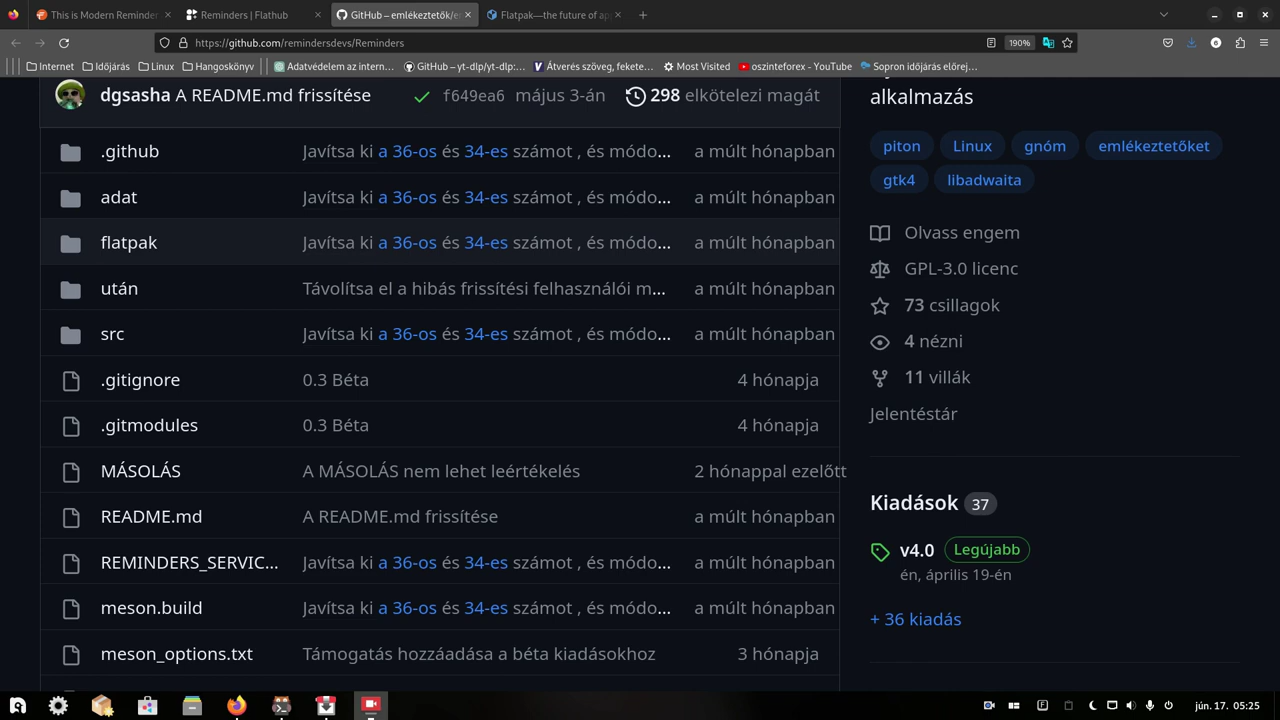 This is Modern Reminder
Reminders | Flathub
GitHub – emlékeztetők/e
Flatpak—the future of ap
https://github.com/remindersdevs/Reminders
190%
Internet
Időjárás
Linux
Hangoskönyv
Adatvédelem az intern...
GitHub – yt-dlp/yt-dlp:...
Átverés szöveg, fekete...
Most Visited
oszinteforex - YouTube
Sopron időjárás előrej...
dgsasha A README.md frissítése
f649ea6 május 3-án
298 elkötelezi magát
alkalmazás
.github Javítsa ki a 36-os és 34-es számot , és módo... a múlt hónapban
adat Javítsa ki a 36-os és 34-es számot , és módo... a múlt hónapban
flatpak Javítsa ki a 36-os és 34-es számot , és módo... a múlt hónapban
után Távolítsa el a hibás frissítési felhasználói m... a múlt hónapban
src Javítsa ki a 36-os és 34-es számot , és módo... a múlt hónapban
.gitignore 0.3 Béta 4 hónapja
.gitmodules 0.3 Béta 4 hónapja
MÁSOLÁS A MÁSOLÁS nem lehet leértékelés 2 hónappal ezelőtt
README.md A README.md frissítése a múlt hónapban
REMINDERS_SERVIC... Javítsa ki a 36-os és 34-es számot , és módo... a múlt hónapban
meson.build Javítsa ki a 36-os és 34-es számot , és módo... a múlt hónapban
meson_options.txt Támogatás hozzáadása a béta kiadásokhoz 3 hónapja
piton Linux gnóm emlékeztetőket
gtk4 libadwaita
Olvass engem
GPL-3.0 licenc
73 csillagok
4 nézni
11 villák
Jelentéstár
Kiadások 37
v4.0 Legújabb
én, április 19-én
+ 36 kiadás
jún. 17. 05:25